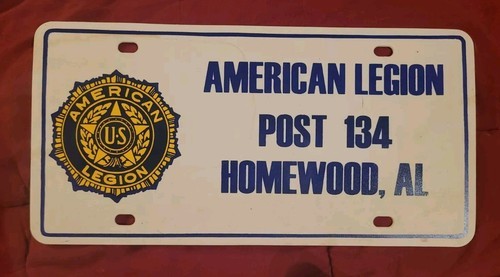 AMERICAN
U·S
LEGION
AMERICAN LEGION
POST 134
HOMEWOOD, AL